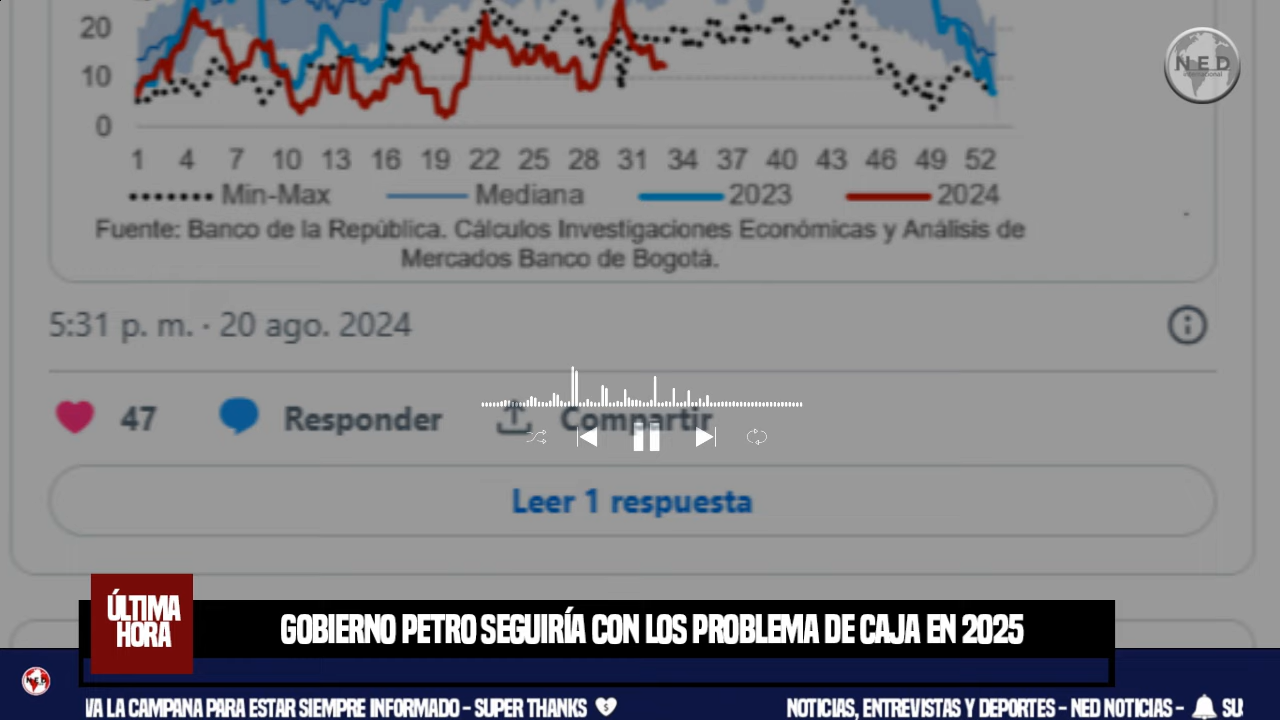 20
10
0
1 4 7 10 13 16 19 22 25 28 31 34 37 40 43 46 49 52
Min-Max Mediana 2023 2024
Fuente: Banco de la República. Cálculos Investigaciones Económicas y Análisis de
Mercados Banco de Bogotá.
NED
international
5:31 p. m. · 20 ago. 2024
47 Responder Compartir
Leer 1 respuesta
ÚLTIMA
HORA
GOBIERNO PETRO SEGUIRÍA CON LOS PROBLEMA DE CAJA EN 2025
NED
VA LA CAMPANA PARA ESTAR SIEMPRE INFORMADO - SUPER THANKS NOTICIAS, ENTREVISTAS Y DEPORTES - NED NOTICIAS - SU